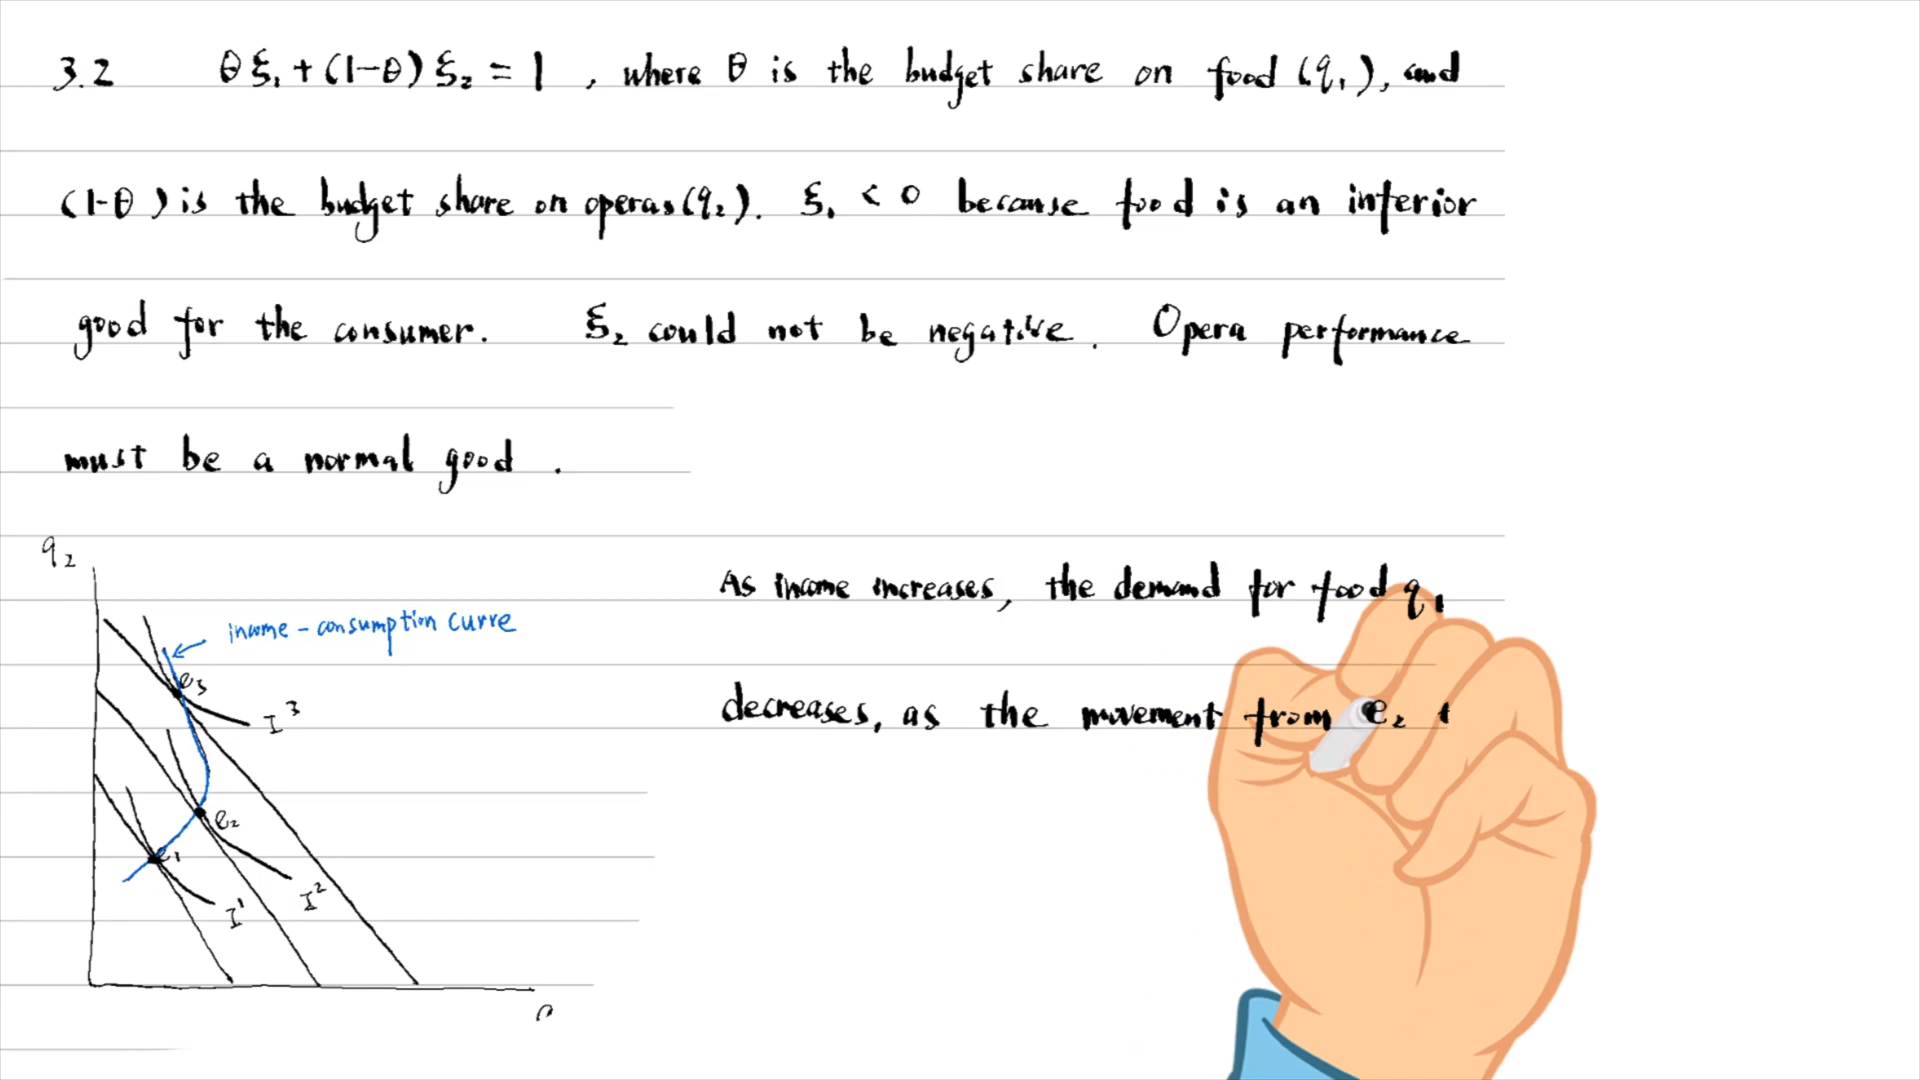 3.2 θ ξ₁ + (1-θ) ξ₂ = 1 , where θ is the budget share on food (q₁), and
(1-θ) is the budget share on operas (q₂). ξ₁ < 0 because food is an inferior
good for the consumer. ξ₂ could not be negative. Opera performance
must be a normal good .
q₂
income-consumption curve
e₃
I³
e₂
I²
e₁
I¹
As income increases, the demand for food q₁
decreases, as the movement from e₂